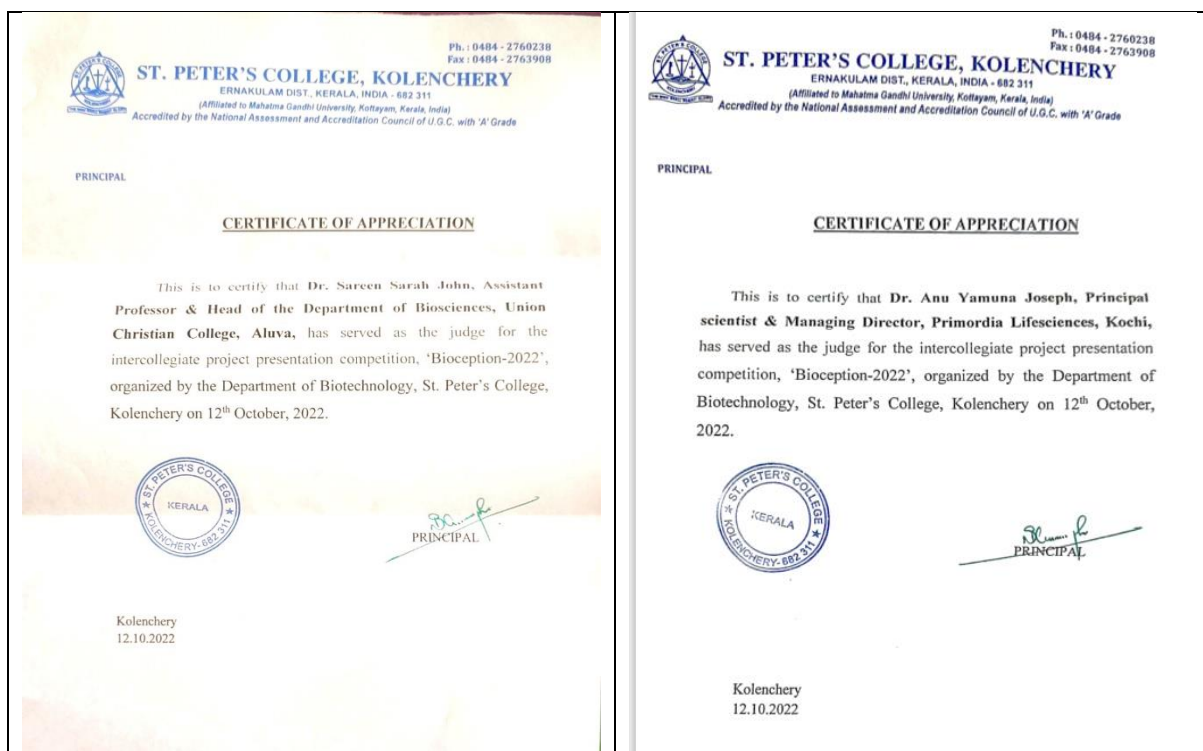 Ph. : 0484 - 2760238
Fax : 0484 - 2763908
ST. PETER'S COLLEGE, KOLENCHERY
ERNAKULAM DIST., KERALA, INDIA - 682 311
(Affiliated to Mahatma Gandhi University, Kottayam, Kerala, India)
Accredited by the National Assessment and Accreditation Council of U.G.C. with 'A' Grade
PRINCIPAL
CERTIFICATE OF APPRECIATION
This is to certify that Dr. Sareen Sarah John, Assistant
Professor & Head of the Department of Biosciences, Union
Christian College, Aluva, has served as the judge for the
intercollegiate project presentation competition, 'Bioception-2022',
organized by the Department of Biotechnology, St. Peter's College,
Kolenchery on 12th October, 2022.
ST. PETER'S COLLEGE
KERALA
KOLENCHERY- 682 311
PRINCIPAL
Kolenchery
12.10.2022
Ph. : 0484 - 2760238
Fax : 0484 - 2763908
ST. PETER'S COLLEGE, KOLENCHERY
ERNAKULAM DIST., KERALA, INDIA - 682 311
(Affiliated to Mahatma Gandhi University, Kottayam, Kerala, India)
Accredited by the National Assessment and Accreditation Council of U.G.C. with 'A' Grade
PRINCIPAL
CERTIFICATE OF APPRECIATION
This is to certify that Dr. Anu Yamuna Joseph, Principal
scientist & Managing Director, Primordia Lifesciences, Kochi,
has served as the judge for the intercollegiate project presentation
competition, 'Bioception-2022', organized by the Department of
Biotechnology, St. Peter's College, Kolenchery on 12th October,
2022.
ST. PETER'S COLLEGE
KERALA
KOLENCHERY- 682 311
PRINCIPAL
Kolenchery
12.10.2022